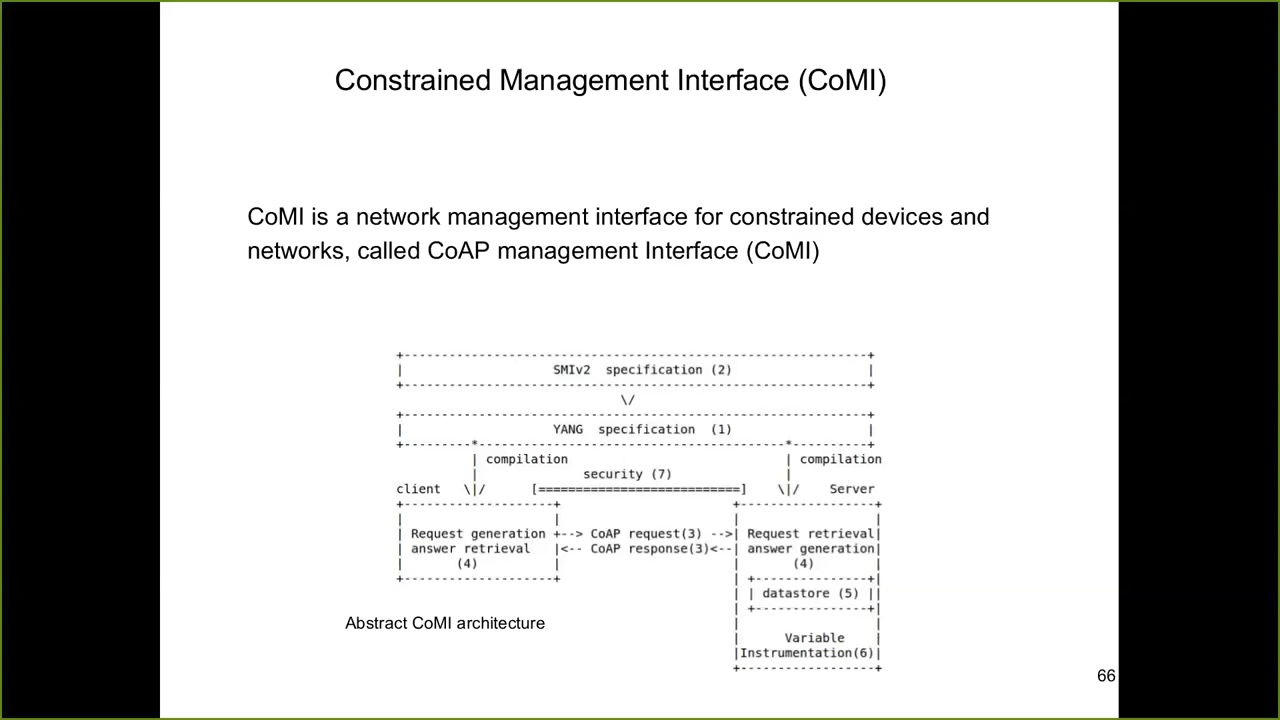 Constrained Management Interface (CoMI)
CoMI is a network management interface for constrained devices and
networks, called CoAP management Interface (CoMI)
SMIv2 specification (2)
\/
YANG specification (1)
| compilation | compilation
security (7)
client \|/ [===========================] \|/ Server
Request generation +--> CoAP request(3) -->| Request retrieval|
answer retrieval |<-- CoAP response(3)<--| answer generation|
(4) (4)
datastore (5)
Variable
Instrumentation(6)
Abstract CoMI architecture
66